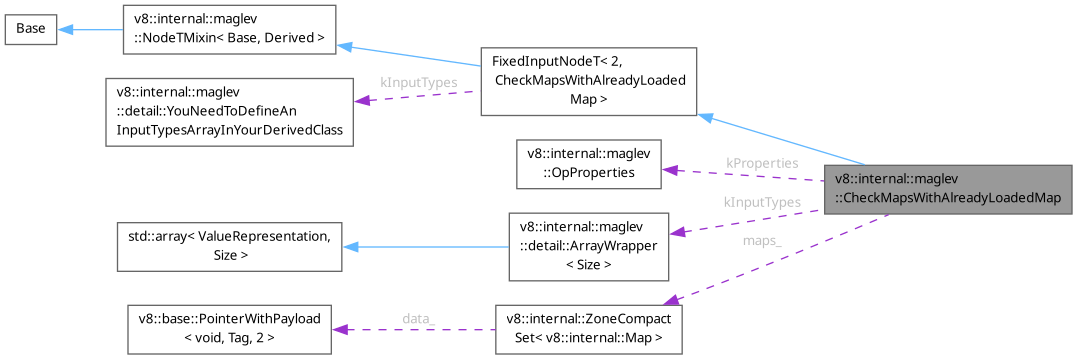 Base
v8::internal::maglev
::NodeTMixin< Base, Derived >
FixedInputNodeT< 2,
CheckMapsWithAlreadyLoaded
Map >
kInputTypes
v8::internal::maglev
::detail::YouNeedToDefineAn
InputTypesArrayInYourDerivedClass
v8::internal::maglev
::OpProperties
kProperties
v8::internal::maglev
::CheckMapsWithAlreadyLoadedMap
kInputTypes
v8::internal::maglev
::detail::ArrayWrapper
< Size >
std::array< ValueRepresentation,
Size >
maps_
v8::internal::ZoneCompact
Set< v8::internal::Map >
data_
v8::base::PointerWithPayload
< void, Tag, 2 >